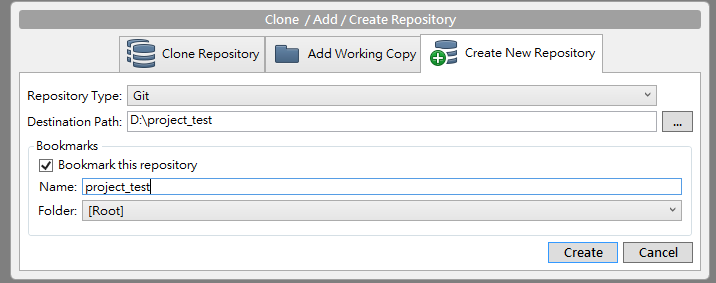 Clone / Add / Create Repository
Clone Repository Add Working Copy Create New Repository
Repository Type: Git
Destination Path: D:\project_test ...
Bookmarks
Bookmark this repository
Name: project_test
Folder: [Root]
Create Cancel